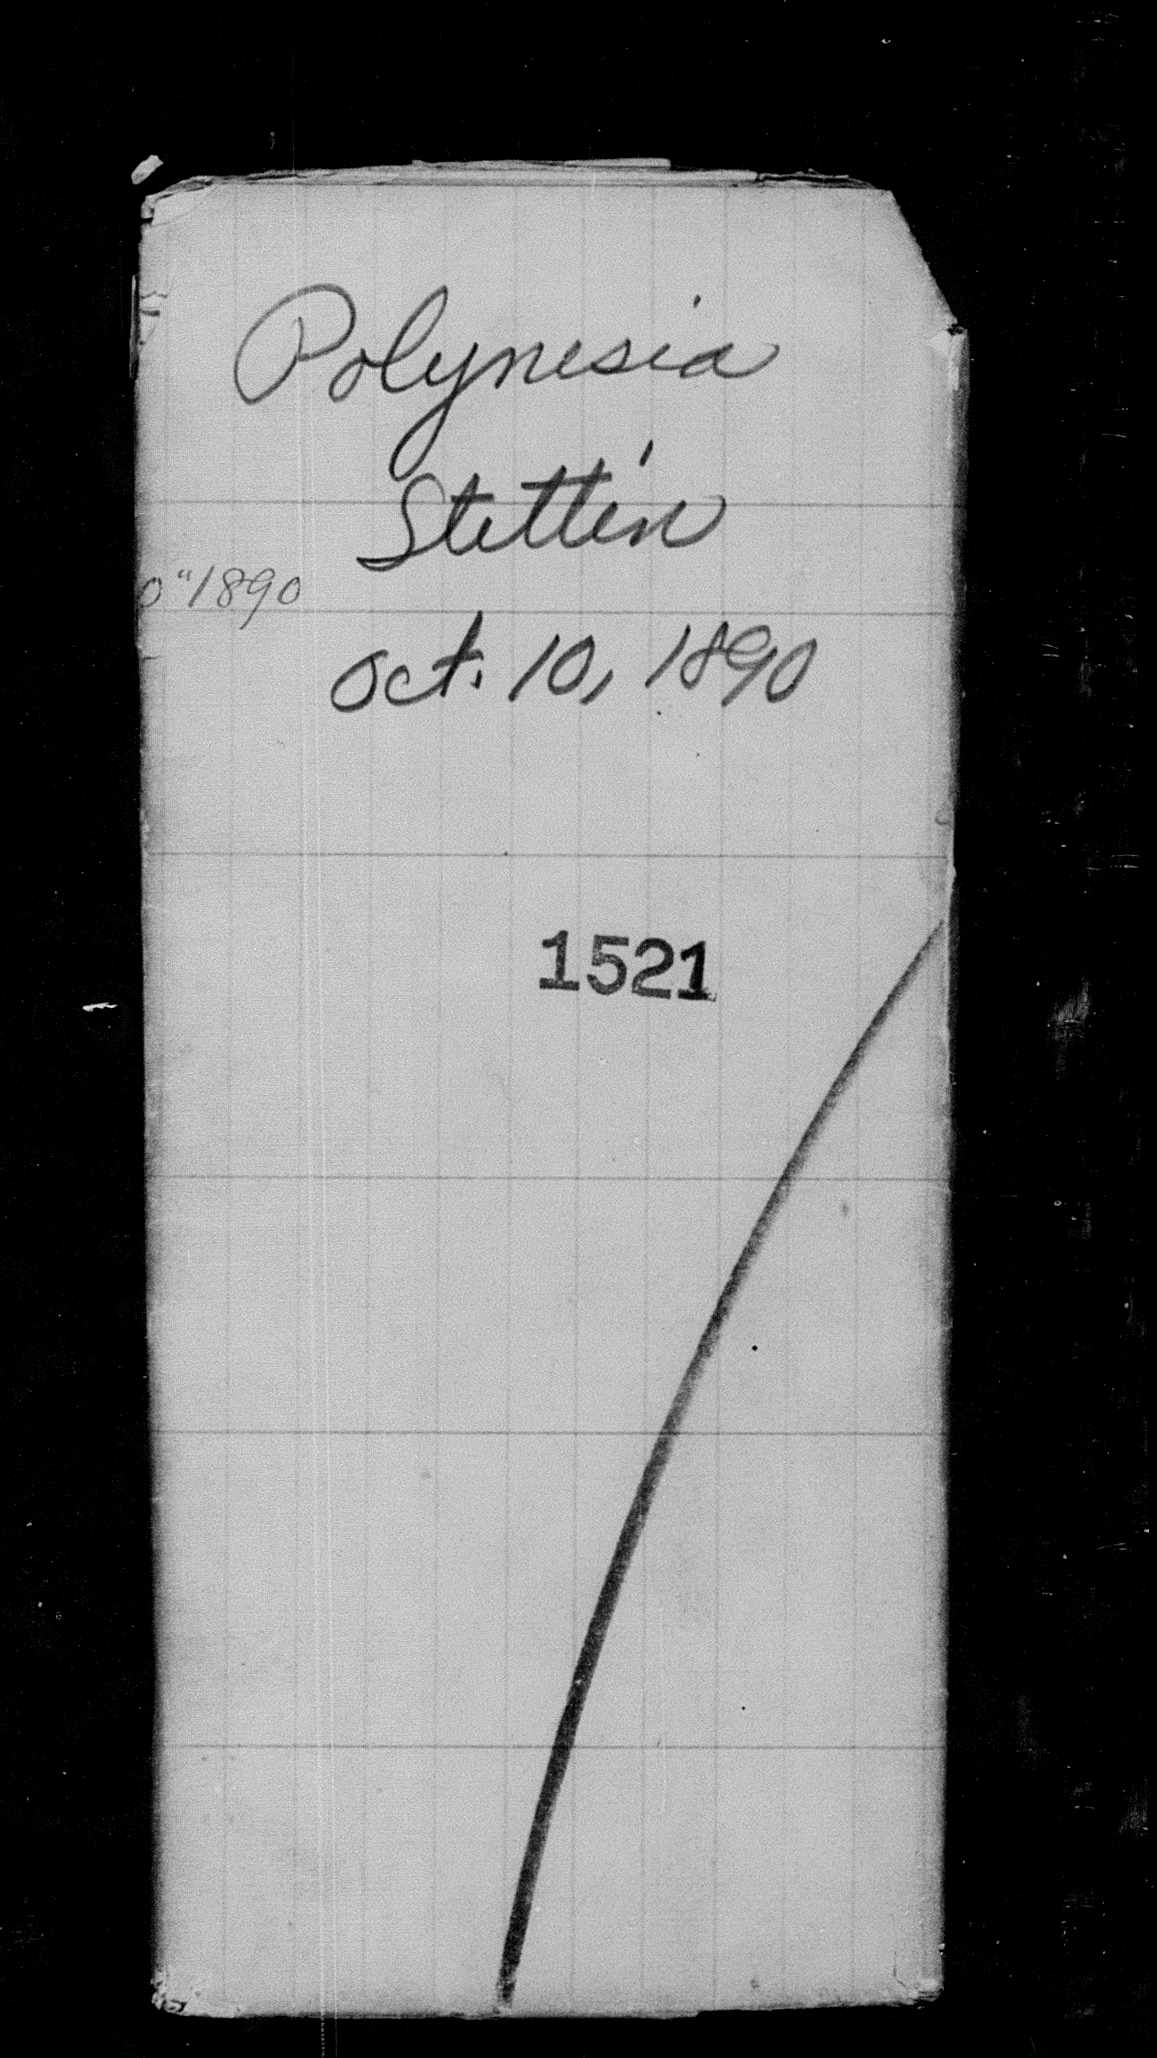 Polynesia
Stettin
0"1890
Oct. 10, 1890
1521